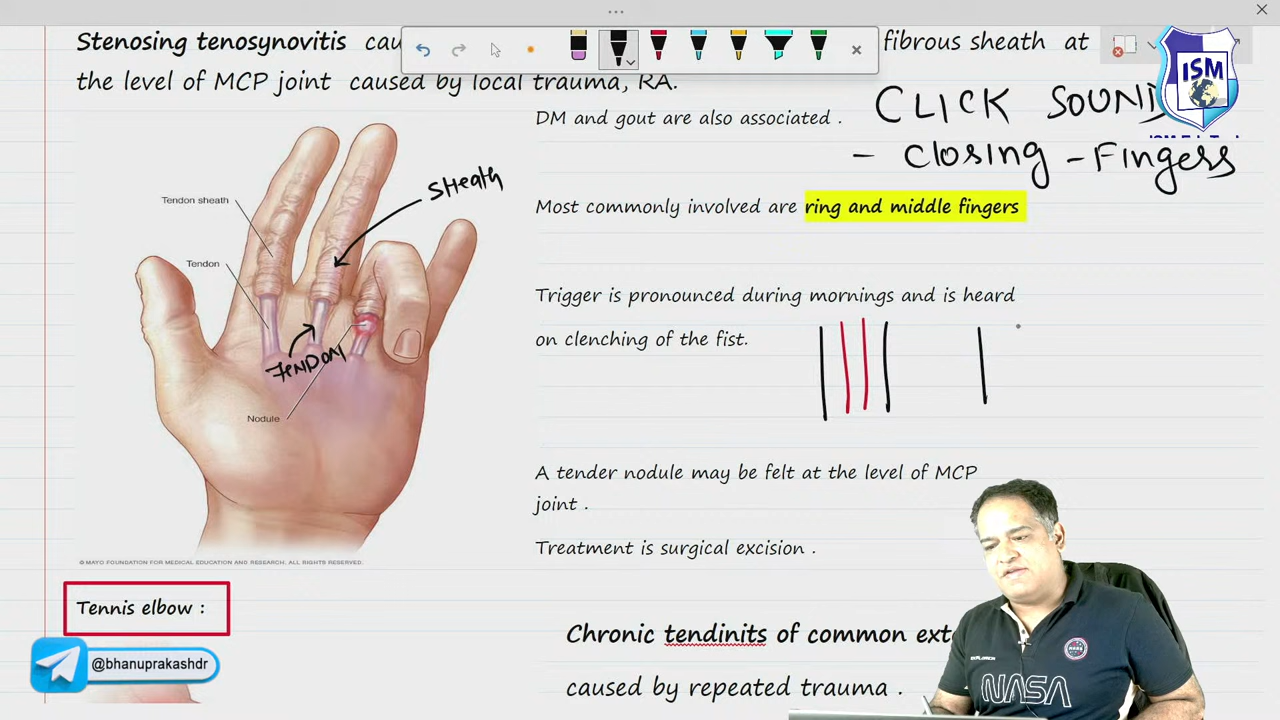 Stenosing tenosynovitis
fibrous sheath at
the level of MCP joint caused by local trauma, RA.
ISM
DM and gout are also associated .
CLICK SOUND
- Closing - Fingers
Sheath
Tendon sheath
Most commonly involved are ring and middle fingers
Tendon
Trigger is pronounced during mornings and is heard
on clenching of the fist.
TENDON
Nodule
A tender nodule may be felt at the level of MCP
joint .
Treatment is surgical excision .
© MAYO FOUNDATION FOR MEDICAL EDUCATION AND RESEARCH. ALL RIGHTS RESERVED.
Tennis elbow :
Chronic tendinits of common
@bhanuprakashdr
caused by repeated trauma .
NASA